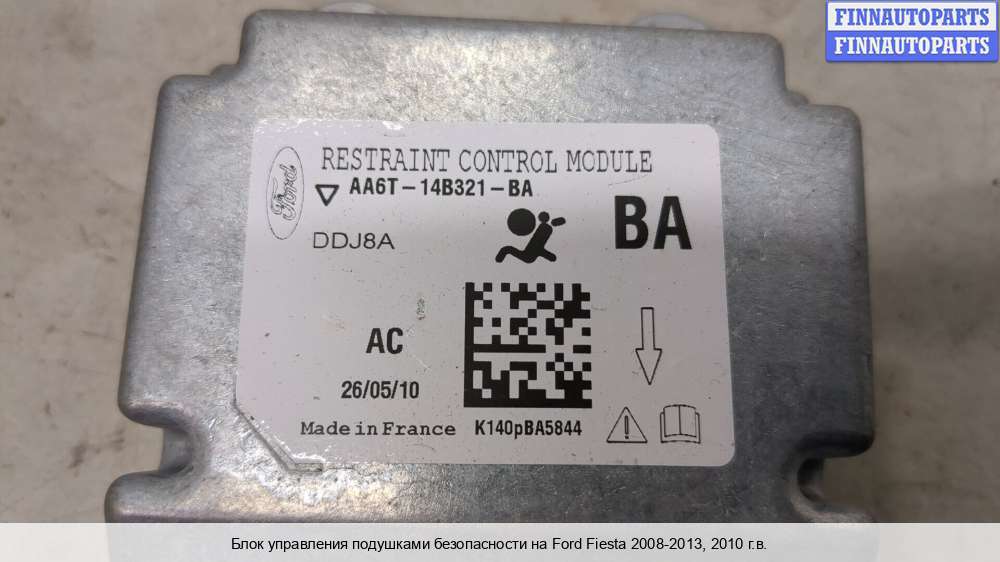 FINNAUTOPARTS
FINNAUTOPARTS
RESTRAINT CONTROL MODULE
Ford
AA6T-14B321-BA
DDJ8A
BA
AC
26/05/10
Made in France
K140pBA5844
Блок управления подушками безопасности на Ford Fiesta 2008-2013, 2010 г.в.